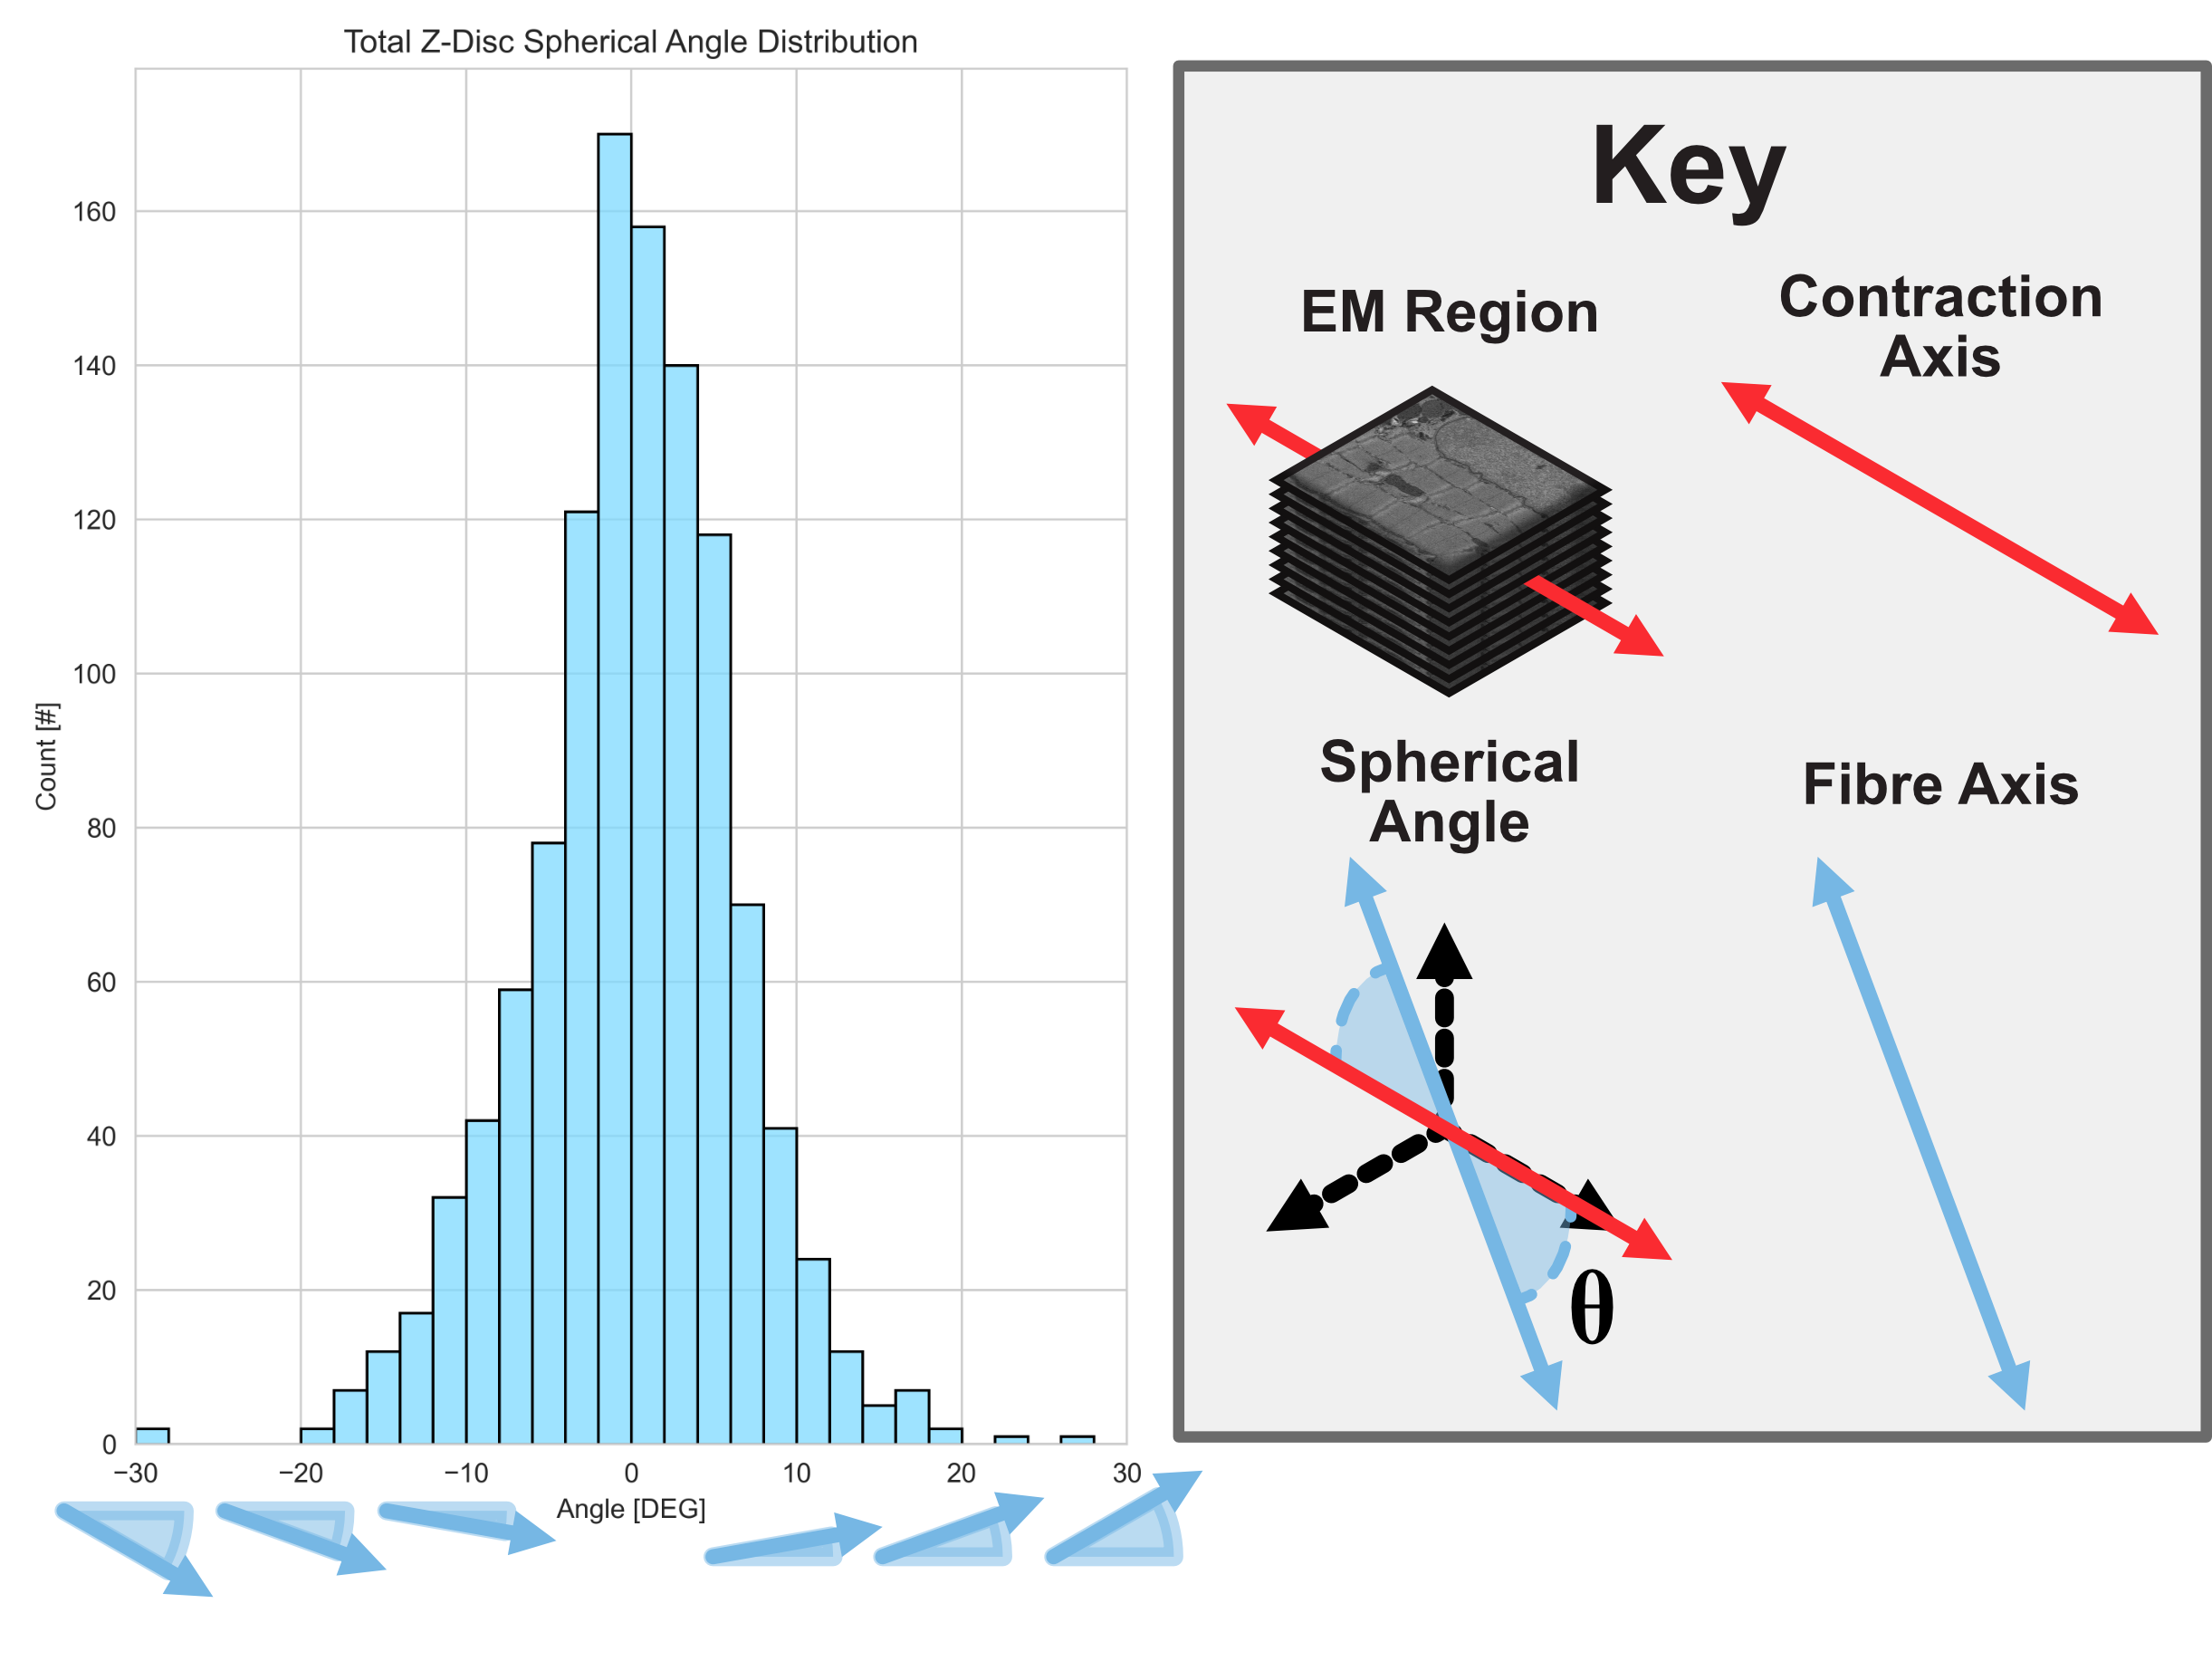 Total Z-Disc Spherical Angle Distribution
Count [#]
160
140
120
100
80
60
40
20
0
−30 −20 −10 0 10 20 30
Angle [DEG]
Key
EM Region
Contraction
Axis
Spherical
Angle
Fibre Axis
θ